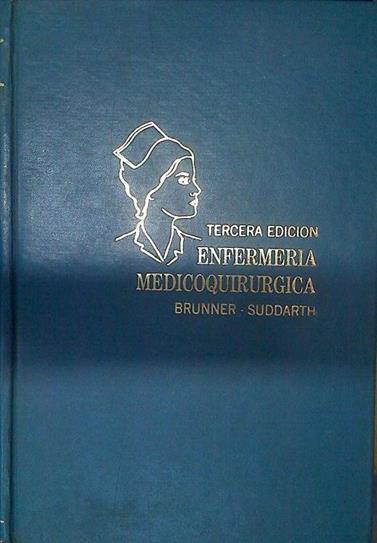 TERCERA EDICION
ENFERMERIA
MEDICOQUIRURGICA
BRUNNER - SUDDARTH